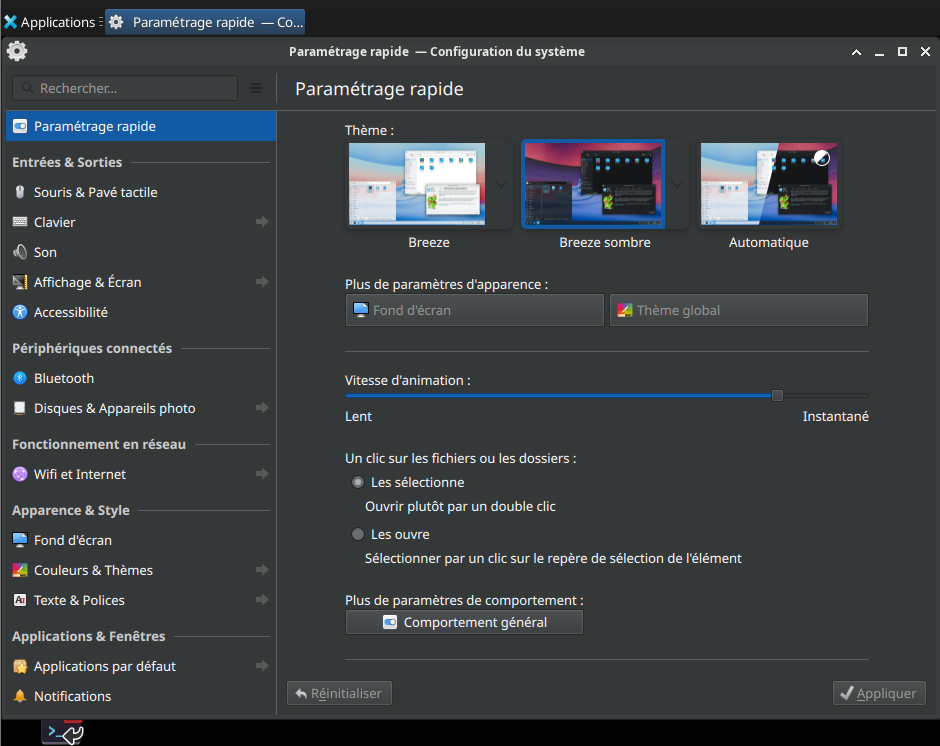 Applications
Paramétrage rapide — Co...
Paramétrage rapide — Configuration du système
Rechercher...
Paramétrage rapide
Paramétrage rapide
Entrées & Sorties
Souris & Pavé tactile
Clavier
Son
Affichage & Écran
Accessibilité
Périphériques connectés
Bluetooth
Disques & Appareils photo
Fonctionnement en réseau
Wifi et Internet
Apparence & Style
Fond d'écran
Couleurs & Thèmes
Texte & Polices
Applications & Fenêtres
Applications par défaut
Notifications
Thème :
Breeze
Breeze sombre
Automatique
Plus de paramètres d'apparence :
Fond d'écran
Thème global
Vitesse d'animation :
Lent
Instantané
Un clic sur les fichiers ou les dossiers :
Les sélectionne
Ouvrir plutôt par un double clic
Les ouvre
Sélectionner par un clic sur le repère de sélection de l'élément
Plus de paramètres de comportement :
Comportement général
Réinitialiser
Appliquer